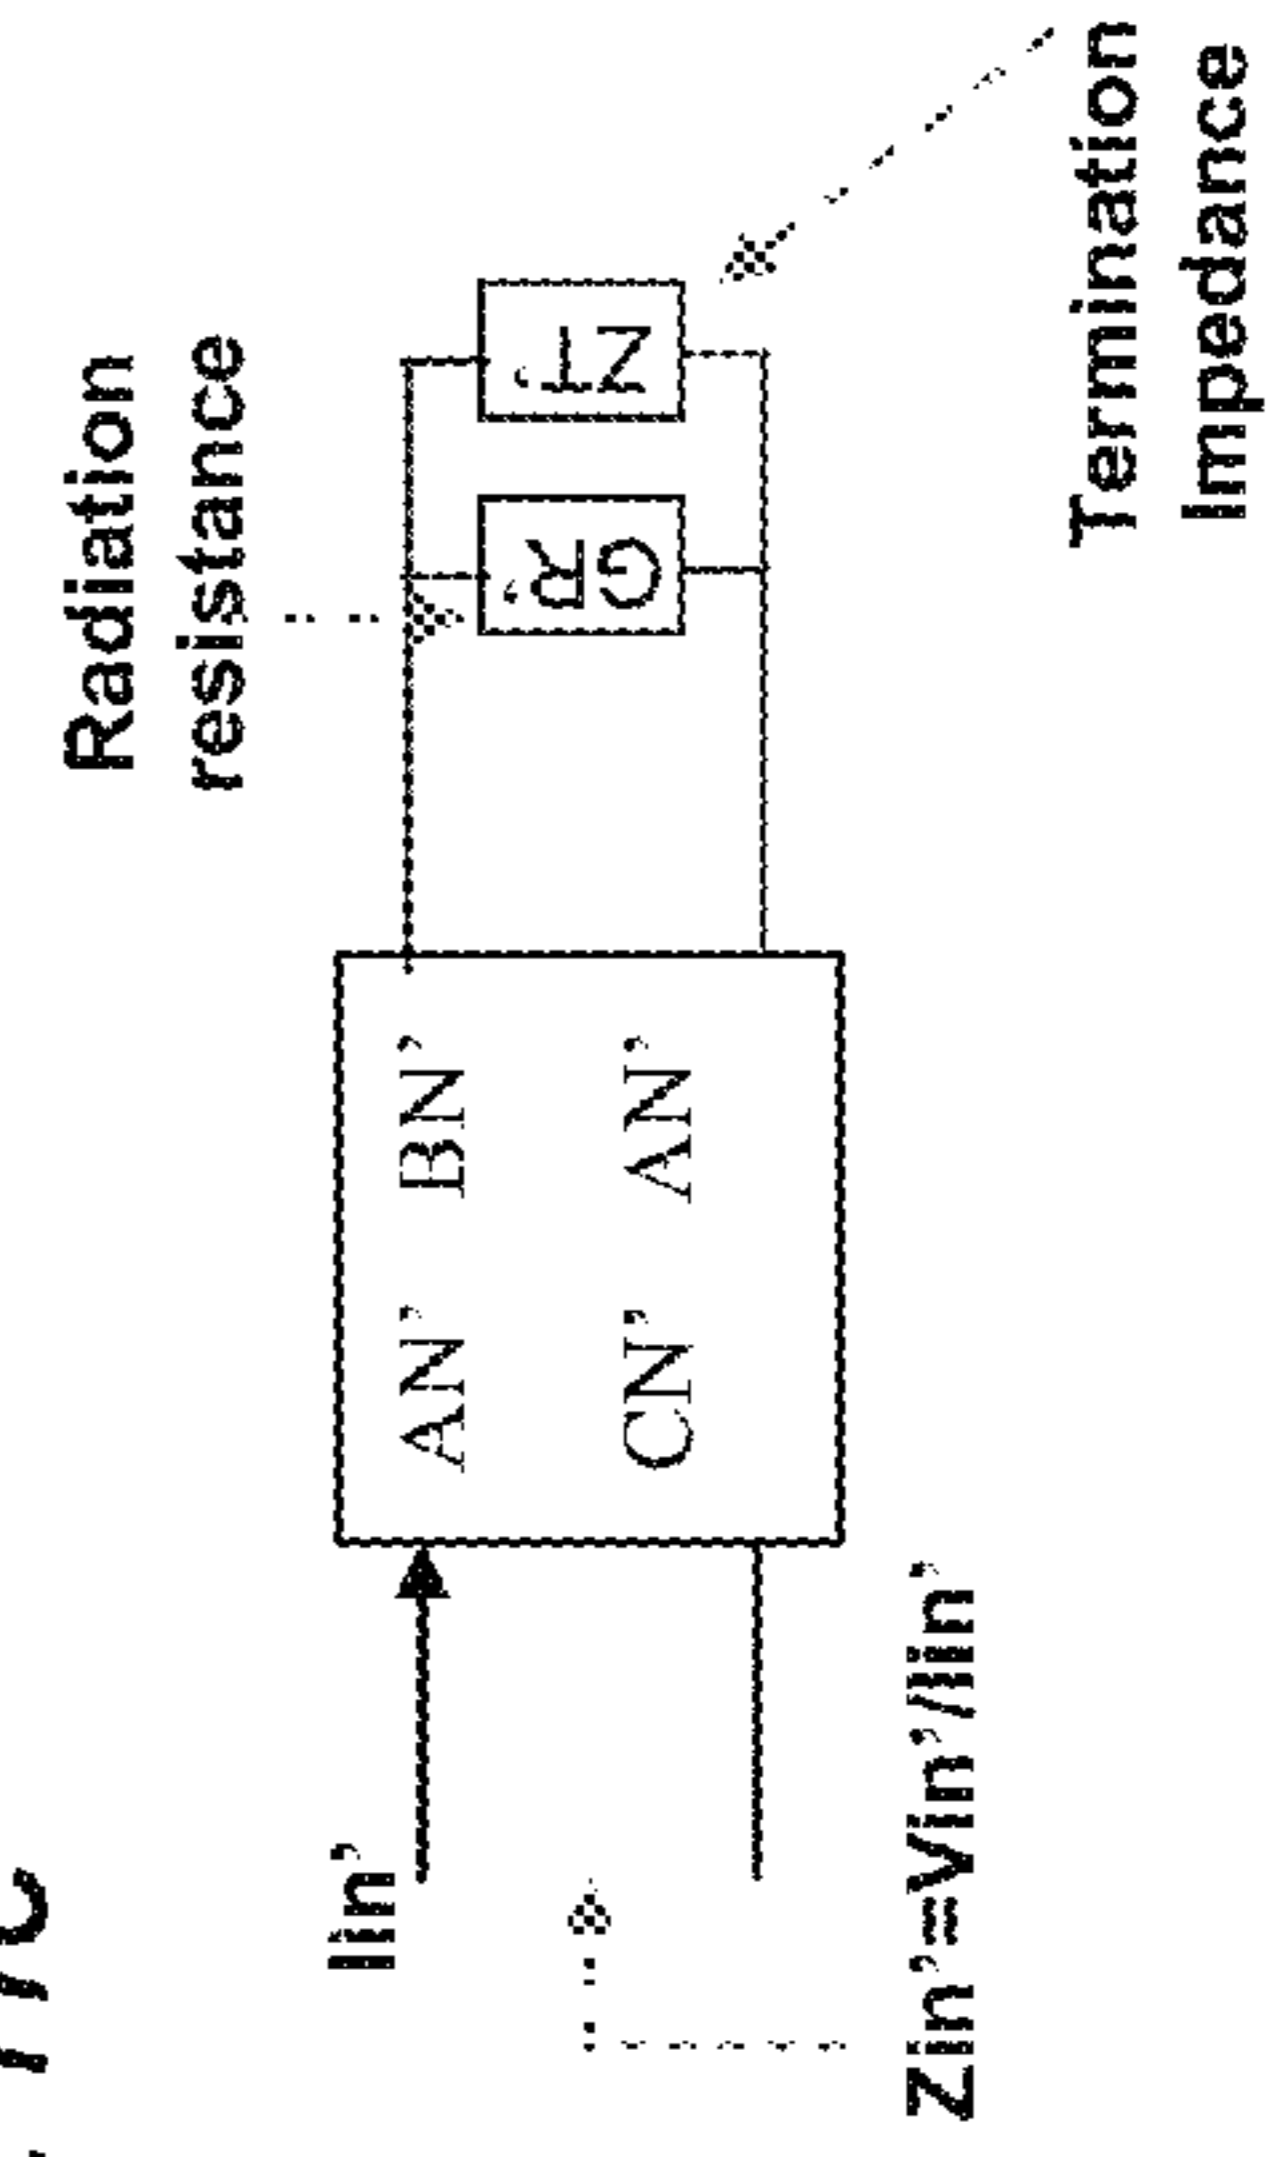 Radiation
resistance
Iin'
AN' BN'
CN' AN'
GR'
ZT'
Zin'=Vin'/Iin'
Termination
Impedance